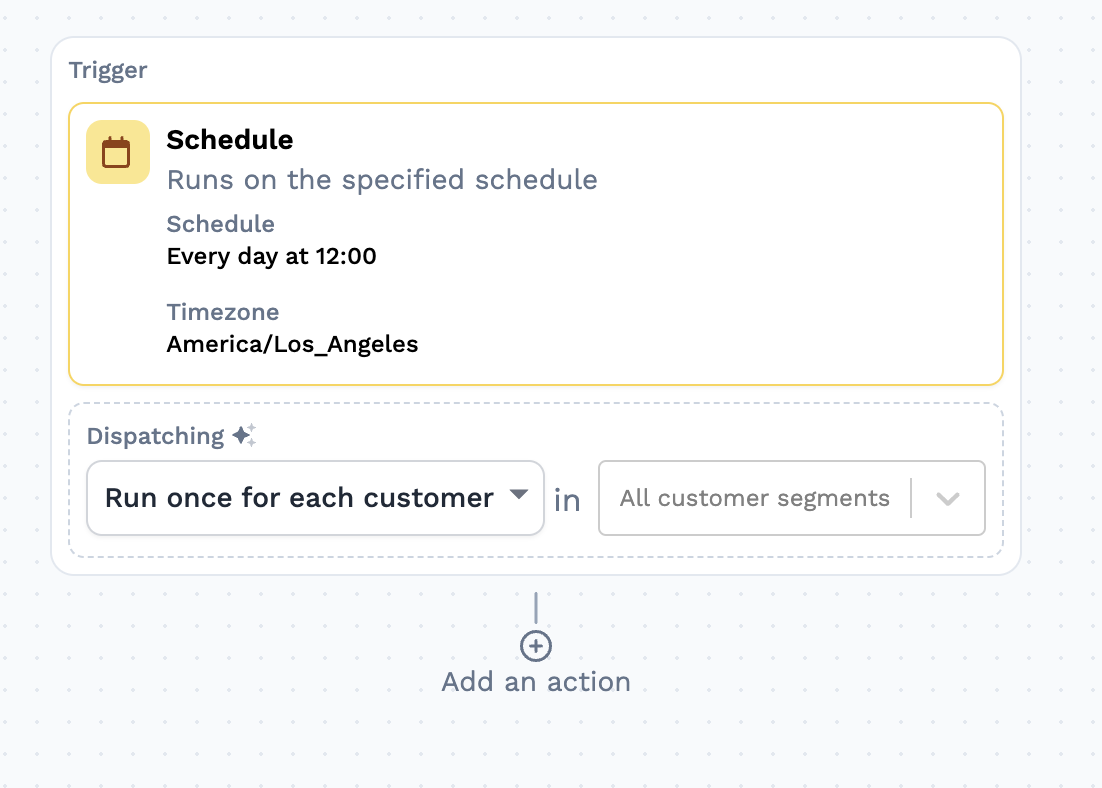 Trigger
Schedule
Runs on the specified schedule
Schedule
Every day at 12:00
Timezone
America/Los_Angeles
Dispatching
Run once for each customer in All customer segments
Add an action